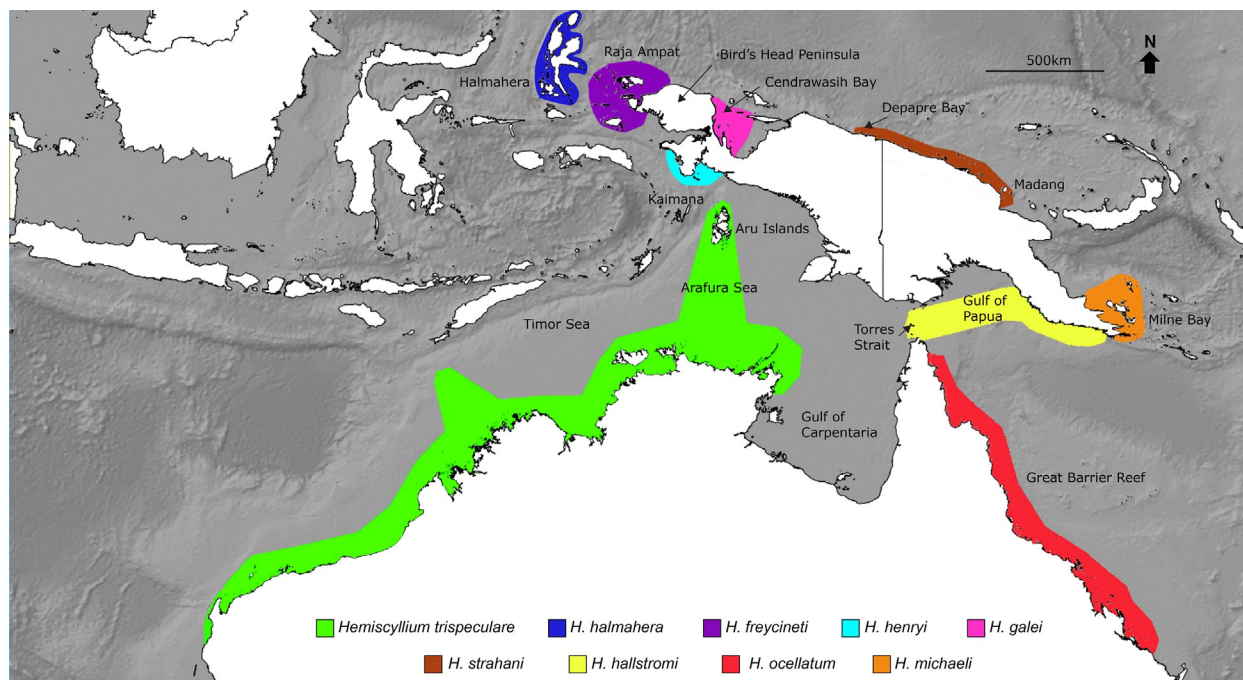 Raja Ampat
Bird's Head Peninsula
N
500km
Halmahera
Cendrawasih Bay
Depapre Bay
Madang
Kaimana
Aru Islands
Arafura Sea
Gulf of
Papua
Timor Sea
Torres
Strait
Milne Bay
Gulf of
Carpentaria
Great Barrier Reef
Hemiscyllium trispeculare
H. halmahera
H. freycineti
H. henryi
H. galei
H. strahani
H. hallstromi
H. ocellatum
H. michaeli